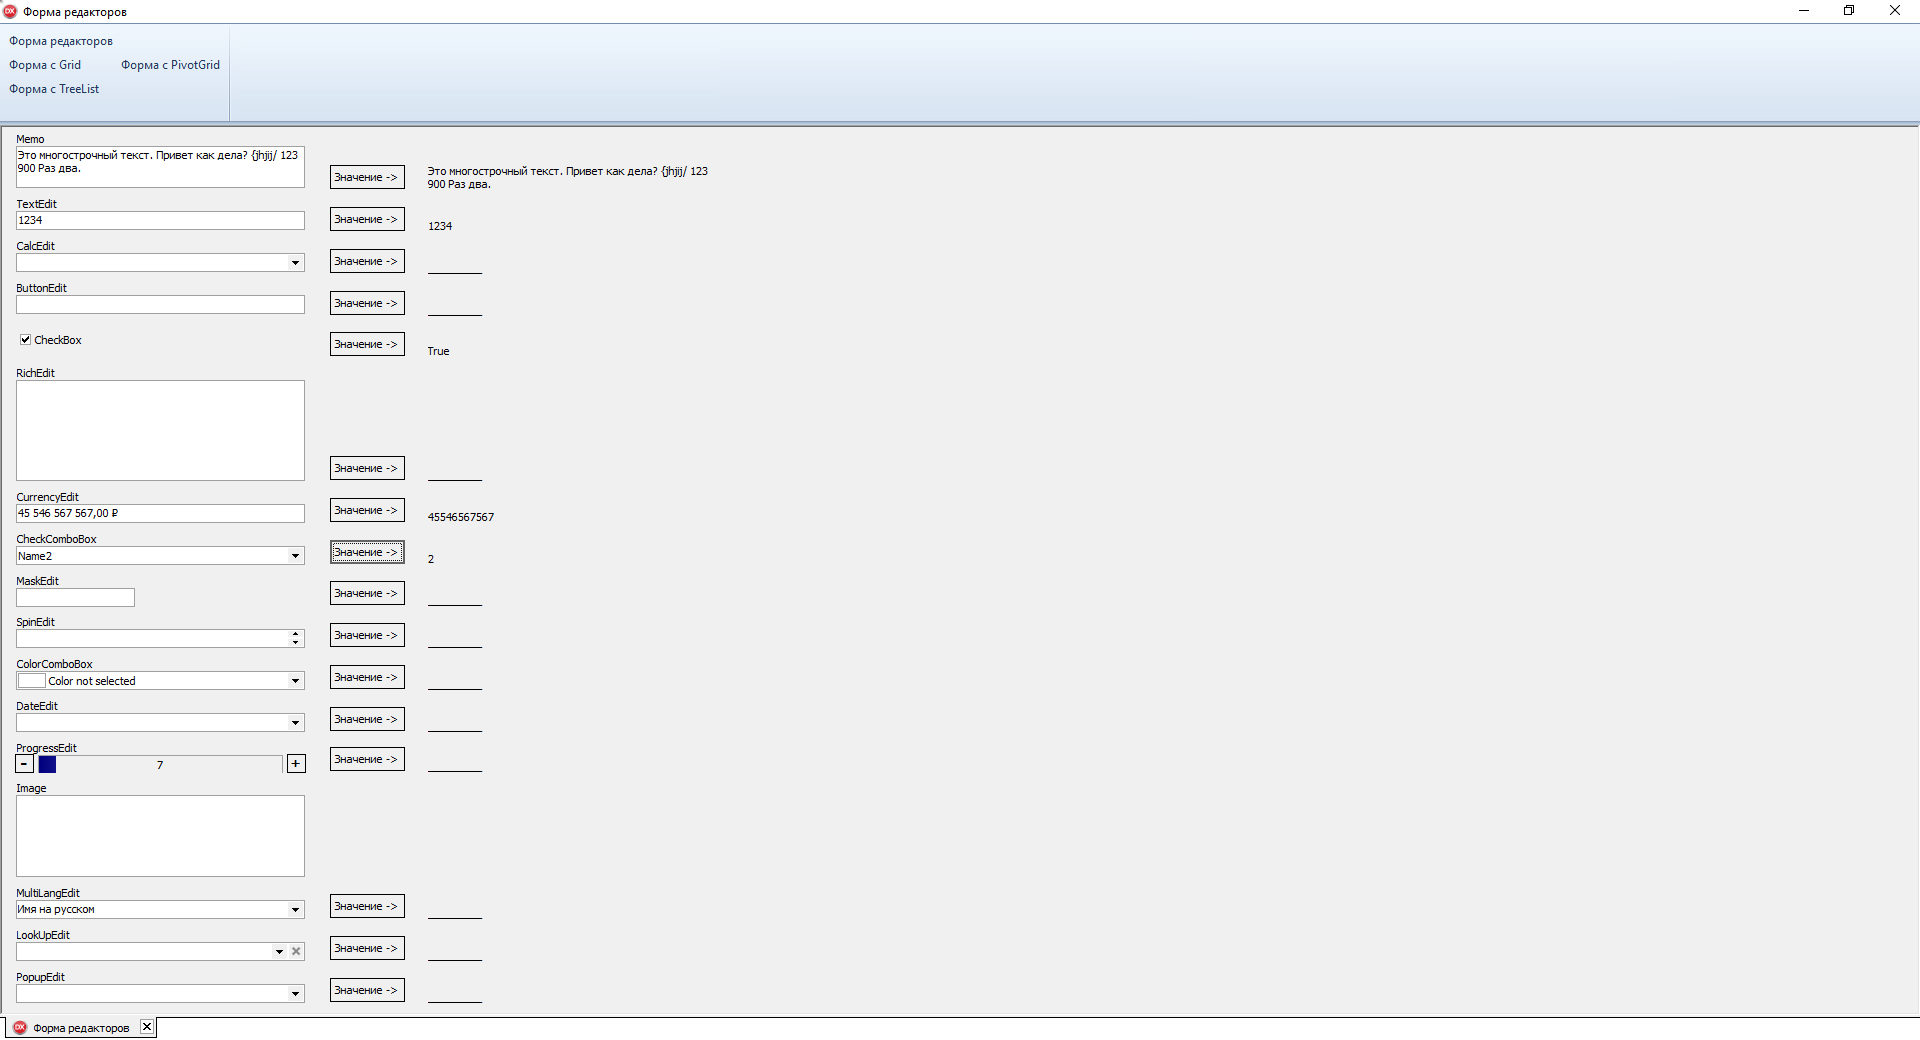 Форма редакторов
Форма редакторов
Форма с Grid Форма с PivotGrid
Форма с TreeList
Memo
Это многострочный текст. Привет как дела? {jhjij/ 123
900 Раз два.
Значение ->
Это многострочный текст. Привет как дела? {jhjij/ 123
900 Раз два.
TextEdit
1234
Значение ->
1234
CalcEdit
Значение ->
ButtonEdit
Значение ->
CheckBox
Значение ->
True
RichEdit
Значение ->
CurrencyEdit
45 546 567 567,00 ₽
Значение ->
45546567567
CheckComboBox
Name2
Значение ->
2
MaskEdit
Значение ->
SpinEdit
Значение ->
ColorComboBox
Color not selected
Значение ->
DateEdit
Значение ->
ProgressEdit
- 7 +
Значение ->
Image
MultiLangEdit
Имя на русском
Значение ->
LookUpEdit
Значение ->
PopupEdit
Значение ->
DX Форма редакторов